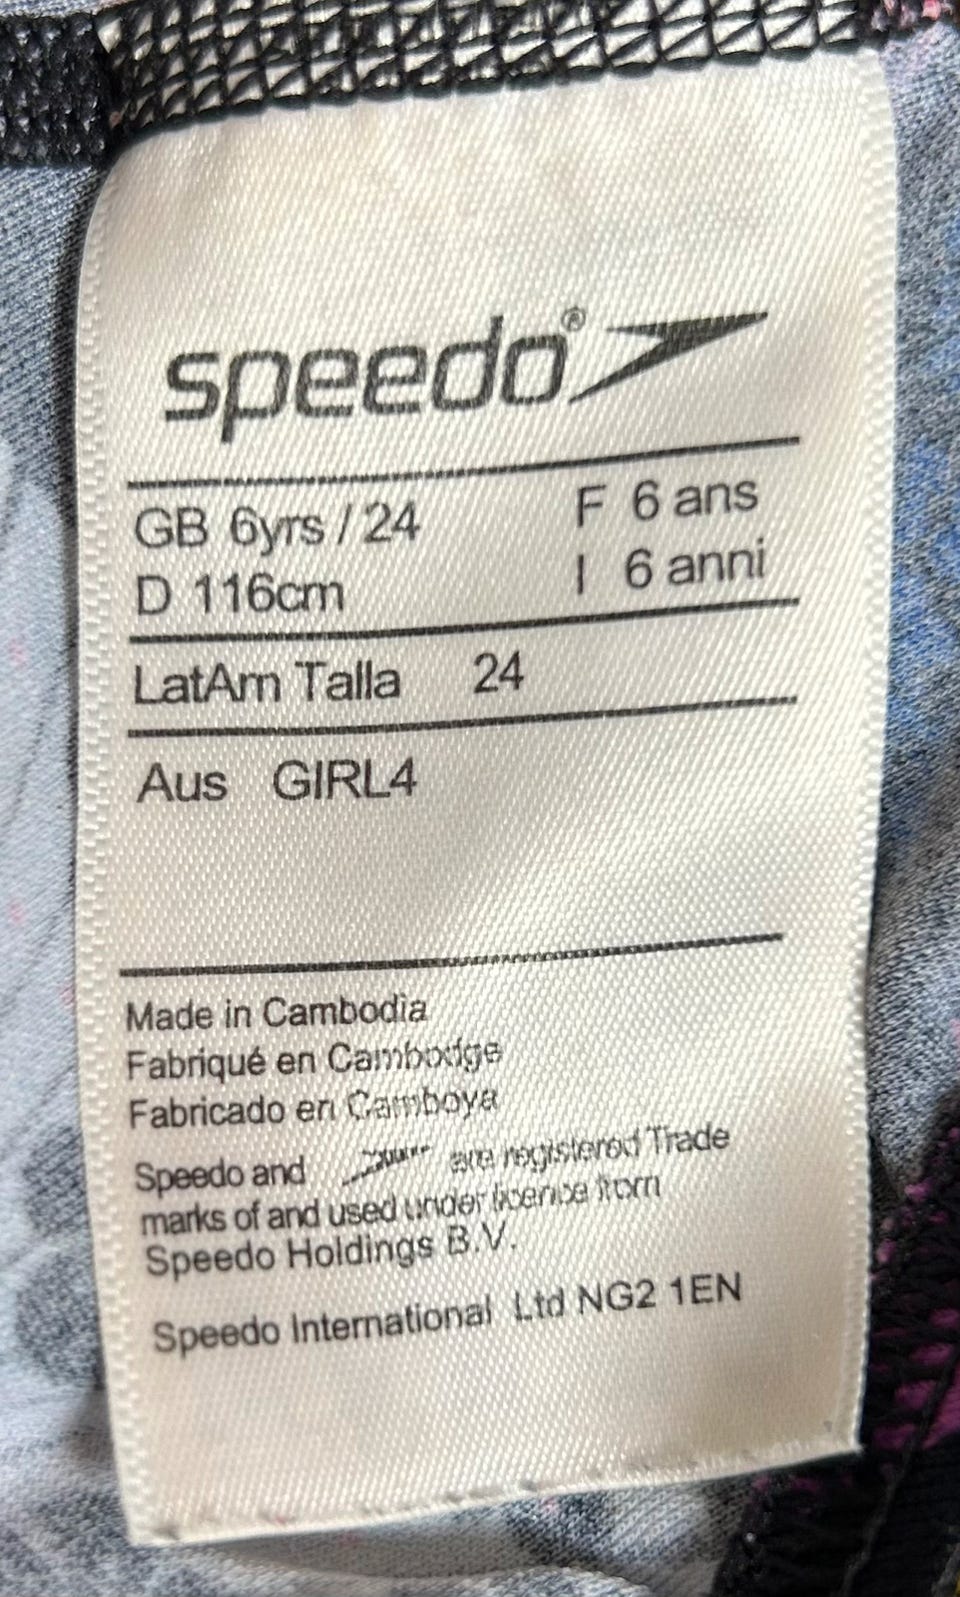 speedo®
GB 6yrs / 24 F 6 ans
D 116cm I 6 anni
LatAm Talla 24
Aus GIRL4
Made in Cambodia
Fabriqué en Cambodge
Fabricado en Camboya
Speedo and are registered Trade
marks of and used under licence from
Speedo Holdings B.V.
Speedo International Ltd NG2 1EN